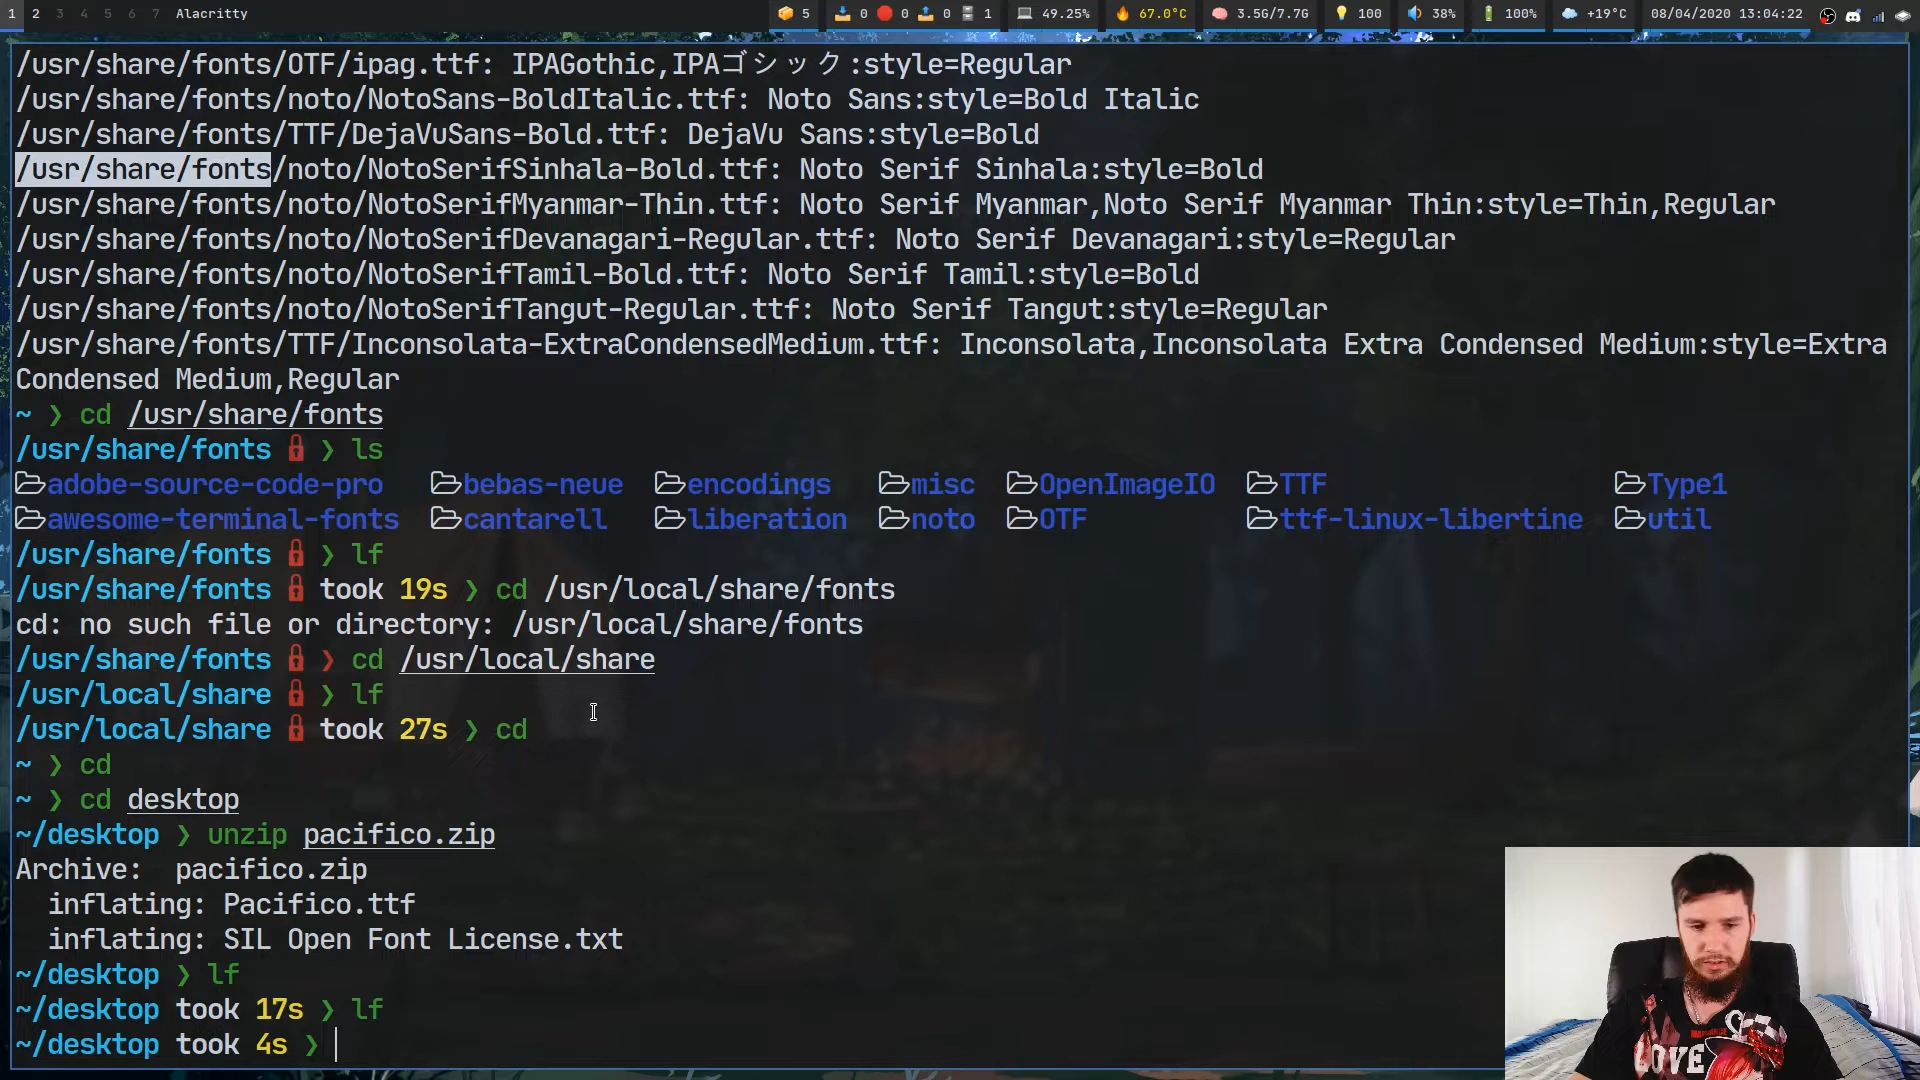 1 2 3 4 5 6 7 Alacritty 5 0 0 0 1 49.25% 67.0°C 3.5G/7.7G 100 38% 100% +19°C 08/04/2020 13:04:22
/usr/share/fonts/OTF/ipag.ttf: IPAGothic,IPAゴシック:style=Regular
/usr/share/fonts/noto/NotoSans-BoldItalic.ttf: Noto Sans:style=Bold Italic
/usr/share/fonts/TTF/DejaVuSans-Bold.ttf: DejaVu Sans:style=Bold
/usr/share/fonts/noto/NotoSerifSinhala-Bold.ttf: Noto Serif Sinhala:style=Bold
/usr/share/fonts/noto/NotoSerifMyanmar-Thin.ttf: Noto Serif Myanmar,Noto Serif Myanmar Thin:style=Thin,Regular
/usr/share/fonts/noto/NotoSerifDevanagari-Regular.ttf: Noto Serif Devanagari:style=Regular
/usr/share/fonts/noto/NotoSerifTamil-Bold.ttf: Noto Serif Tamil:style=Bold
/usr/share/fonts/noto/NotoSerifTangut-Regular.ttf: Noto Serif Tangut:style=Regular
/usr/share/fonts/TTF/Inconsolata-ExtraCondensedMedium.ttf: Inconsolata,Inconsolata Extra Condensed Medium:style=Extra
Condensed Medium,Regular
~ ❯ cd /usr/share/fonts
/usr/share/fonts ❯ ls
adobe-source-code-pro bebas-neue encodings misc OpenImageIO TTF Type1
awesome-terminal-fonts cantarell liberation noto OTF ttf-linux-libertine util
/usr/share/fonts ❯ lf
/usr/share/fonts took 19s ❯ cd /usr/local/share/fonts
cd: no such file or directory: /usr/local/share/fonts
/usr/share/fonts ❯ cd /usr/local/share
/usr/local/share ❯ lf
/usr/local/share took 27s ❯ cd
~ ❯ cd
~ ❯ cd desktop
~/desktop ❯ unzip pacifico.zip
Archive:  pacifico.zip
  inflating: Pacifico.ttf
  inflating: SIL Open Font License.txt
~/desktop ❯ lf
~/desktop took 17s ❯ lf
~/desktop took 4s ❯
LOVE